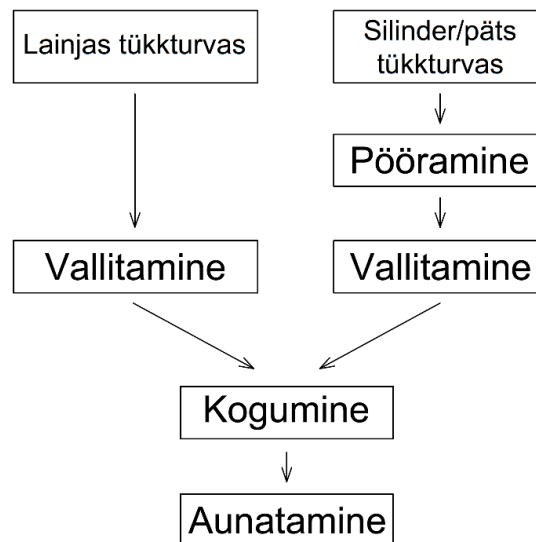 Lainjas tükkturvas
Silinder/päts
tükkturvas
Pööramine
Vallitamine
Vallitamine
Kogumine
Aunatamine